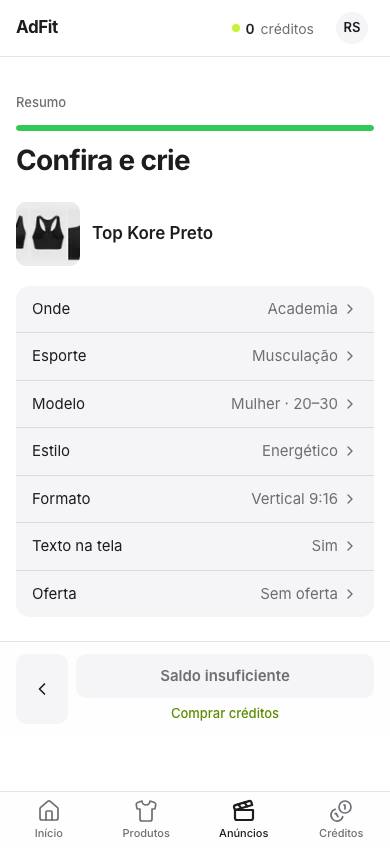 AdFit
0 créditos
RS
Resumo
Confira e crie
Top Kore Preto
Onde Academia
Esporte Musculação
Modelo Mulher · 20–30
Estilo Energético
Formato Vertical 9:16
Texto na tela Sim
Oferta Sem oferta
Saldo insuficiente
Comprar créditos
Início Produtos Anúncios Créditos